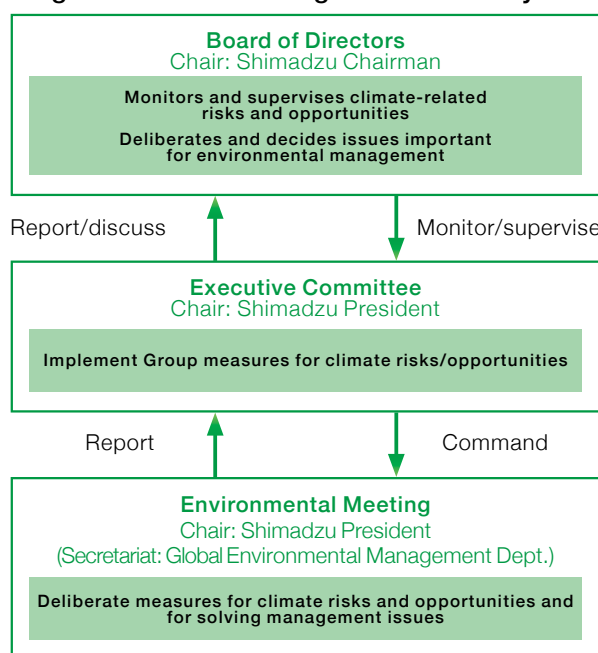 Board of Directors
Chair: Shimadzu Chairman
Monitors and supervises climate-related
risks and opportunities
Deliberates and decides issues important
for environmental management
Report/discuss
Monitor/supervise
Executive Committee
Chair: Shimadzu President
Implement Group measures for climate risks/opportunities
Report
Command
Environmental Meeting
Chair: Shimadzu President
(Secretariat: Global Environmental Management Dept.)
Deliberate measures for climate risks and opportunities and
for solving management issues